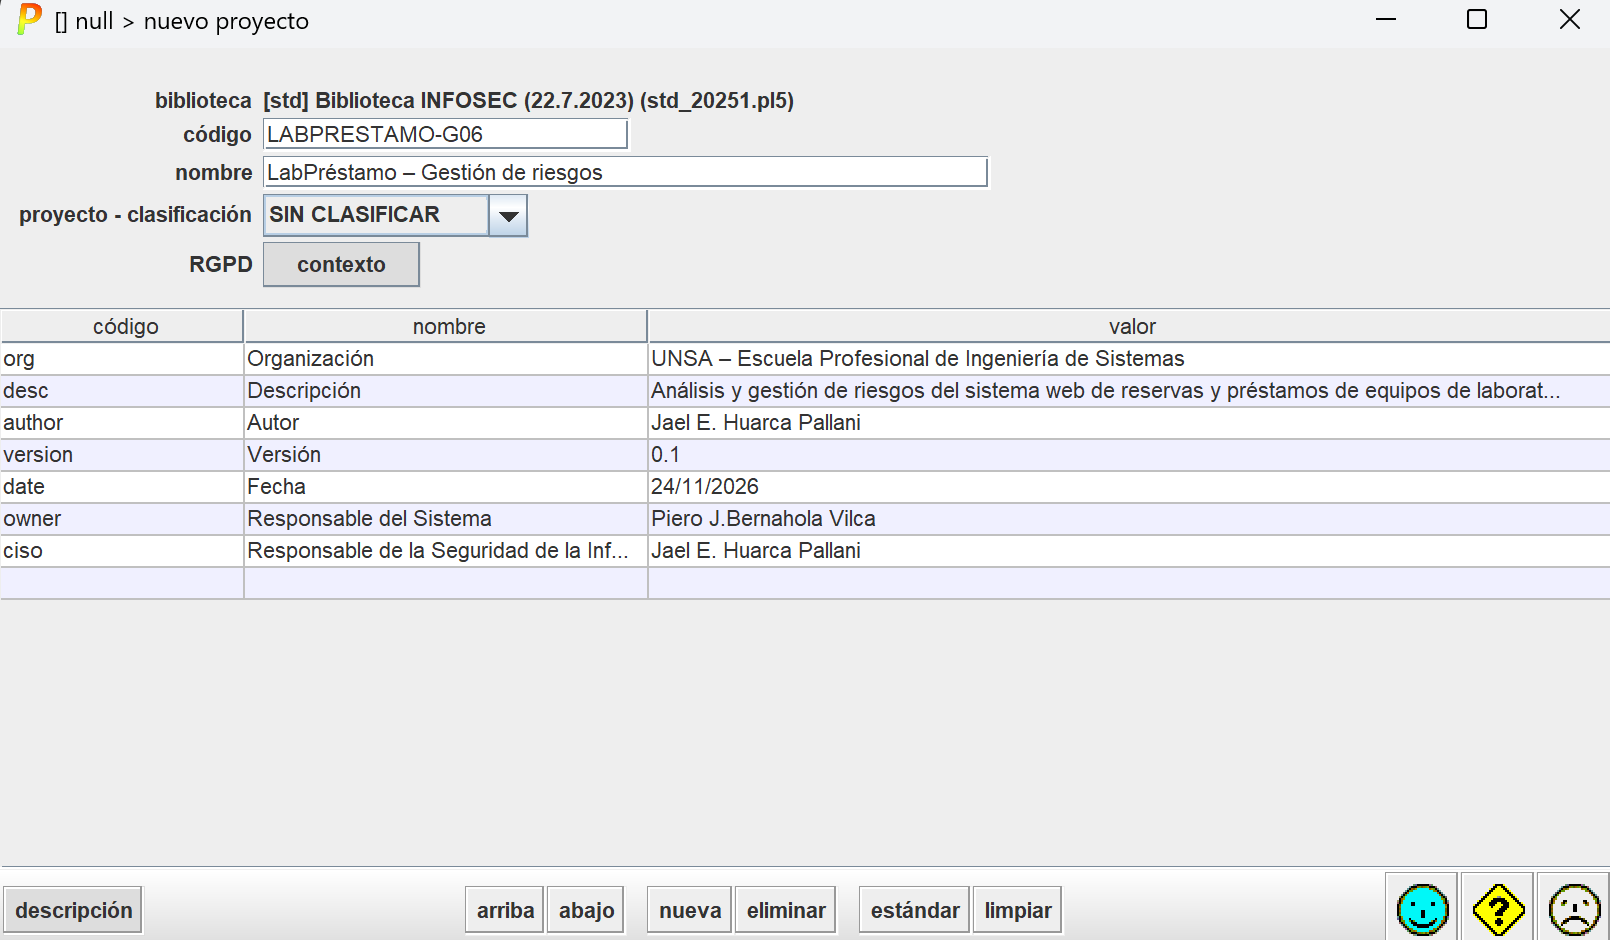 P [] null > nuevo proyecto
biblioteca [std] Biblioteca INFOSEC (22.7.2023) (std_20251.pl5)
código LABPRESTAMO-G06
nombre LabPréstamo – Gestión de riesgos
proyecto - clasificación SIN CLASIFICAR
RGPD contexto
código nombre valor
org Organización UNSA – Escuela Profesional de Ingeniería de Sistemas
desc Descripción Análisis y gestión de riesgos del sistema web de reservas y préstamos de equipos de laborat...
author Autor Jael E. Huarca Pallani
version Versión 0.1
date Fecha 24/11/2026
owner Responsable del Sistema Piero J.Bernahola Vilca
ciso Responsable de la Seguridad de la Inf... Jael E. Huarca Pallani
descripción arriba abajo nueva eliminar estándar limpiar ?